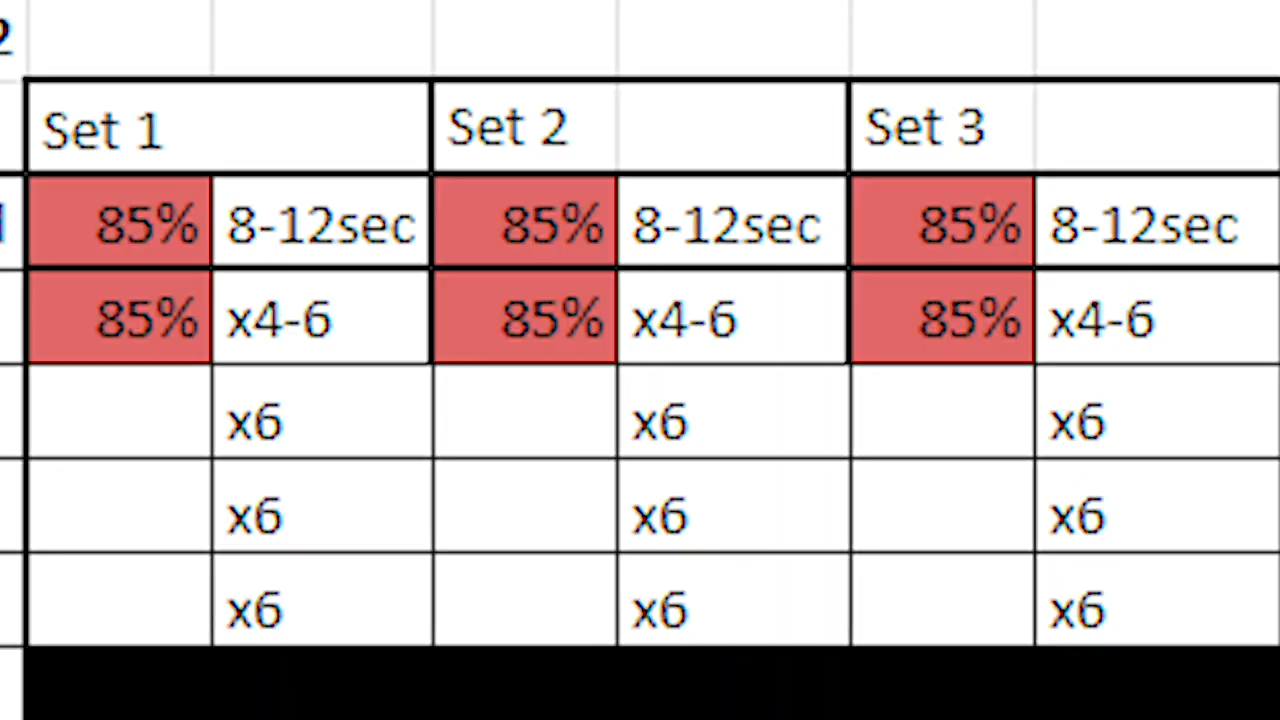 2
Set 1 Set 2 Set 3
85% 8-12sec 85% 8-12sec 85% 8-12sec
85% x4-6 85% x4-6 85% x4-6
x6 x6 x6
x6 x6 x6
x6 x6 x6